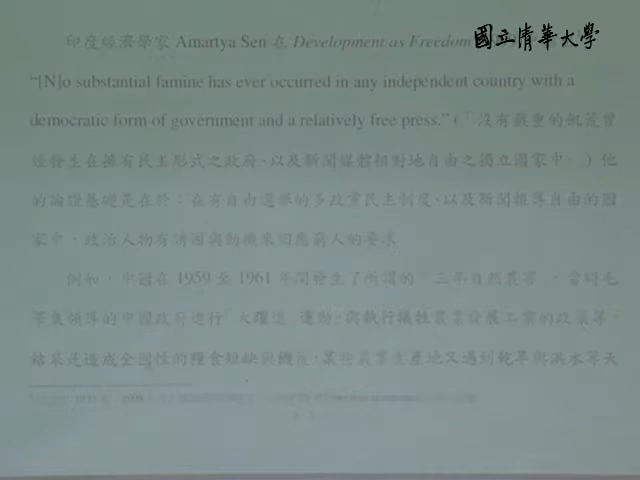 印度經濟學家 Amartya Sen 在 Development as Freedom
國立清華大學
“[N]o substantial famine has ever occurred in any independent country with a
democratic form of government and a relatively free press.” (「沒有嚴重的飢荒曾
經發生在擁有民主形式之政府、以及新聞媒體相對地自由之獨立國家中。」) 他
的論證基礎是在於：在有自由選舉的多政黨民主制度、以及新聞報導自由的國
家中，政治人物有誘因與動機來回應窮人的要求
例如，中國在 1959 至 1961 年間發生了所謂的「三年自然災害」，當時毛
澤東領導的中國政府進行「大躍進」運動，與執行犧牲農業發展工業的政策等，
結果是造成全國性的糧食短缺與饑荒，某些農業生產地又遇到乾旱與洪水等天